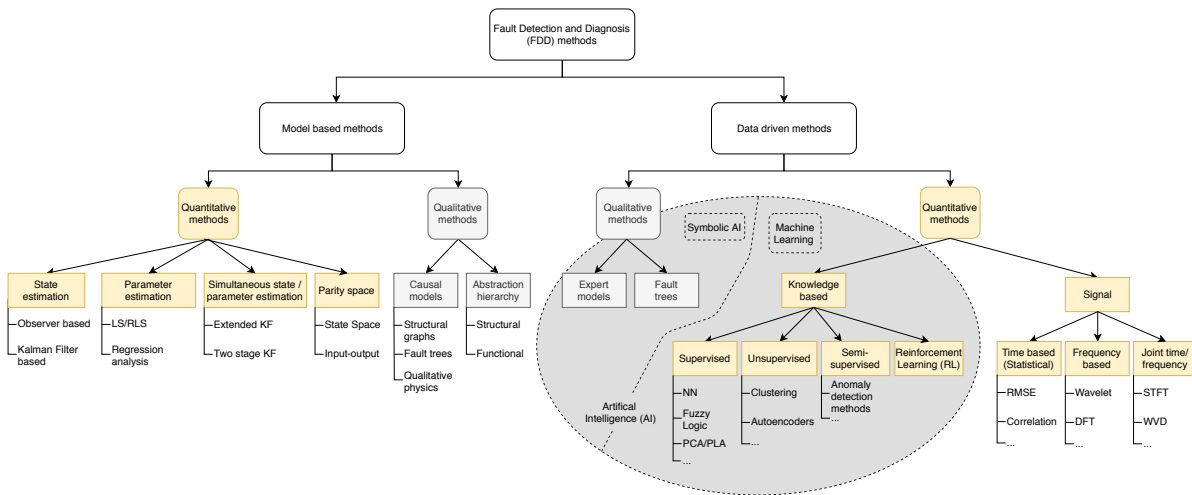 Fault Detection and Diagnosis
(FDD) methods
Model based methods
Data driven methods
Quantitative
methods
Qualitative
methods
Qualitative
methods
Quantitative
methods
Symbolic AI
Machine
Learning
State
estimation
Observer based
Kalman Filter
based
Parameter
estimation
LS/RLS
Regression
analysis
Simultaneous state /
parameter estimation
Extended KF
Two stage KF
Parity space
State Space
Input-output
Causal
models
Structural
graphs
Fault trees
Qualitative
physics
Abstraction
hierarchy
Structural
Functional
Expert
models
Fault
trees
Knowledge
based
Signal
Supervised
NN
Fuzzy
Logic
PCA/PLA
...
Unsupervised
Clustering
Autoencoders
...
Semi-
supervised
Anomaly
detection
methods
...
Reinforcement
Learning (RL)
Artifical
Intelligence (AI)
Time based
(Statistical)
RMSE
Correlation
...
Frequency
based
Wavelet
DFT
...
Joint time/
frequency
STFT
WVD
...